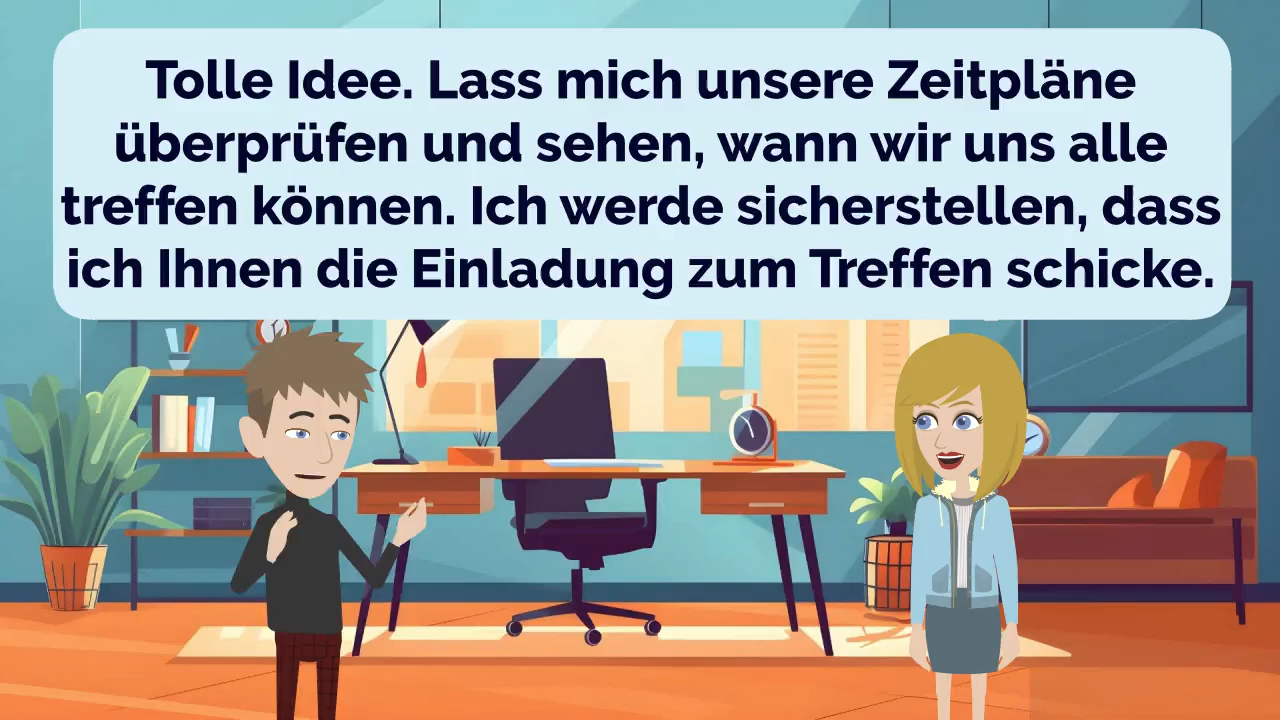 Tolle Idee. Lass mich unsere Zeitpläne
überprüfen und sehen, wann wir uns alle
treffen können. Ich werde sicherstellen, dass
ich Ihnen die Einladung zum Treffen schicke.